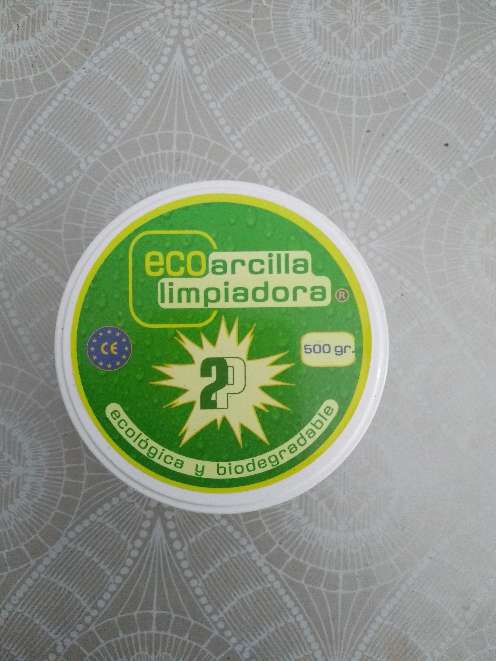 ecoarcilla
limpiadora ®
CE
500 gr.
2P
ecológica y biodegradable